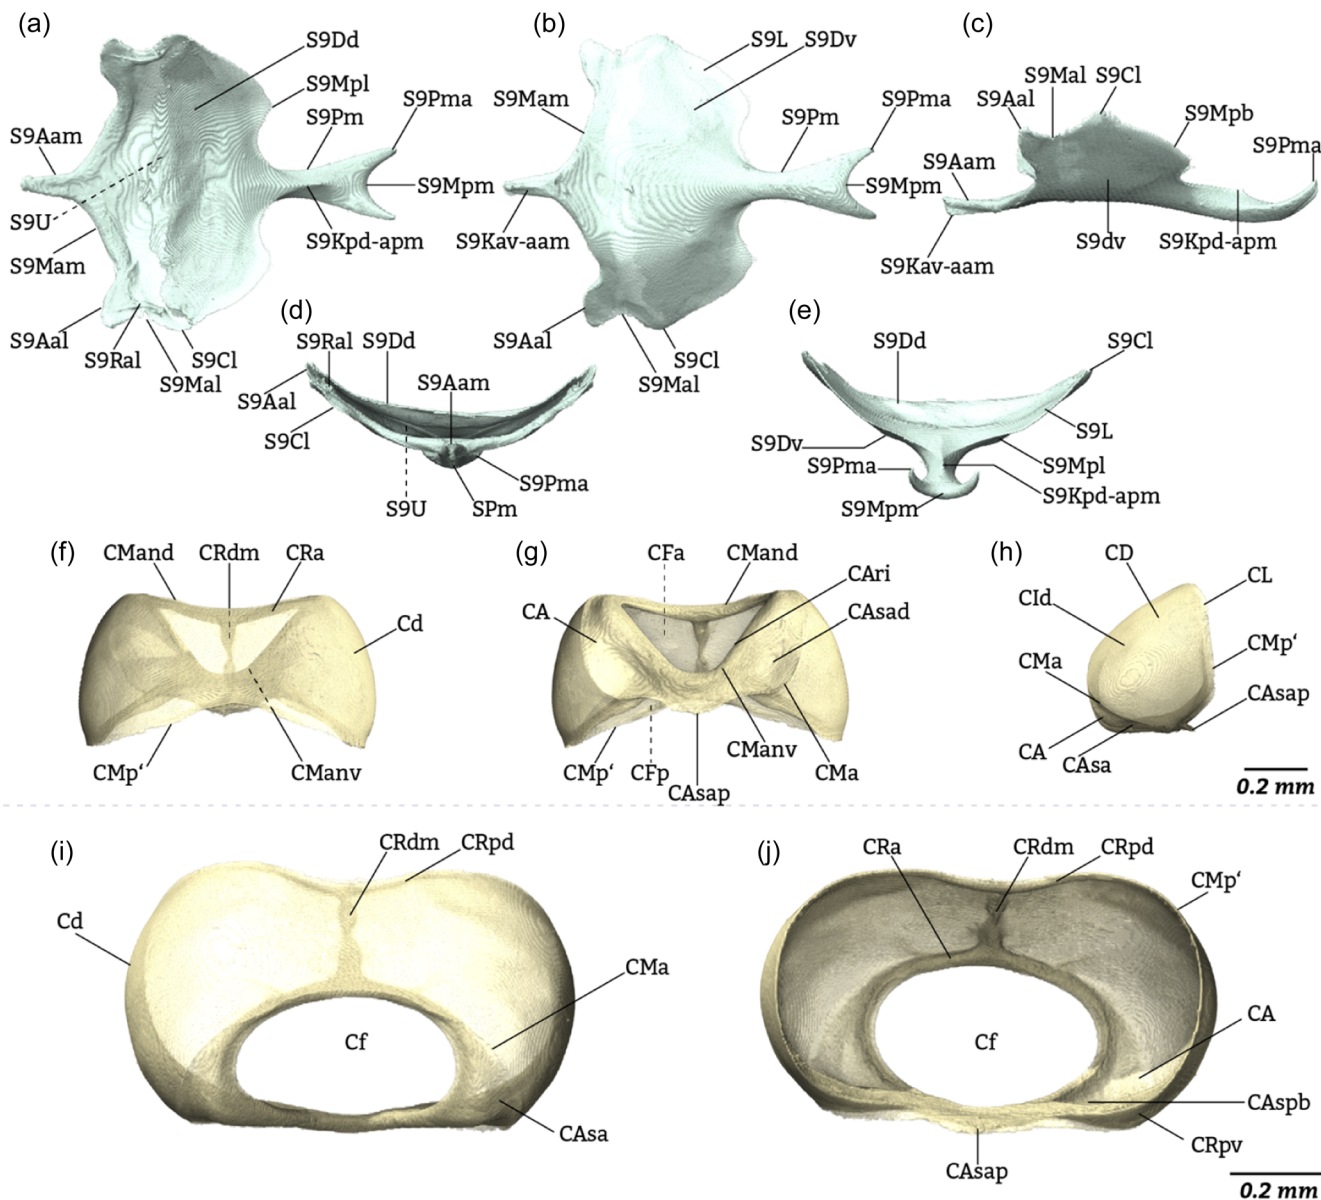 (a)
S9Dd
S9Mpl
S9Pma
S9Pm
S9Aam
S9Mpm
S9U
S9Kpd-apm
S9Mam
S9Aal
S9Ral
S9Cl
S9Mal
(b)
S9L
S9Dv
S9Mam
S9Pma
S9Pm
S9Mpm
S9Kav-aam
S9Aal
S9Cl
S9Mal
(c)
S9Mal
S9Cl
S9Aal
S9Mpb
S9Pma
S9Aam
S9dv
S9Kpd-apm
S9Kav-aam
(d)
S9Ral
S9Dd
S9Aam
S9Aal
S9Cl
S9Pma
S9U
SPm
(e)
S9Dd
S9Cl
S9L
S9Dv
S9Pma
S9Mpl
S9Kpd-apm
S9Mpm
(f)
CMand
CRdm
CRa
Cd
CMp‘
CManv
(g)
CFa
CMand
CAri
CA
CAsad
CMp‘
CFp
CManv
CMa
CAsap
(h)
CD
CL
CId
CMp‘
CMa
CAsap
CA
CAsa
0.2 mm
(i)
CRdm
CRpd
Cd
CMa
Cf
CAsa
(j)
CRa
CRdm
CRpd
CMp‘
CA
Cf
CAspb
CRpv
CAsap
0.2 mm